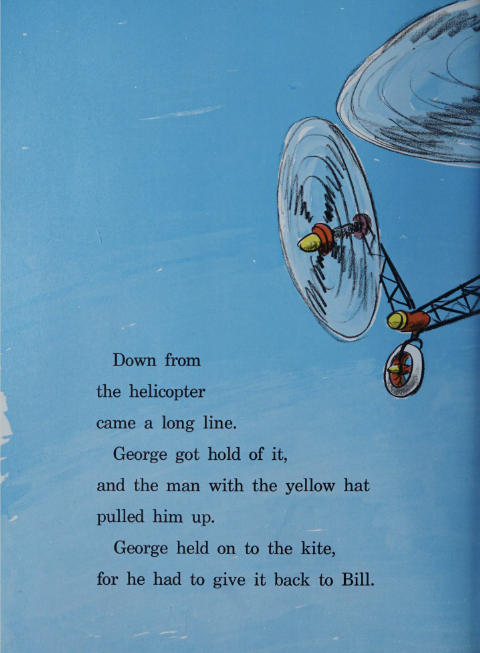 Down from
the helicopter
came a long line.
George got hold of it,
and the man with the yellow hat
pulled him up.
George held on to the kite,
for he had to give it back to Bill.